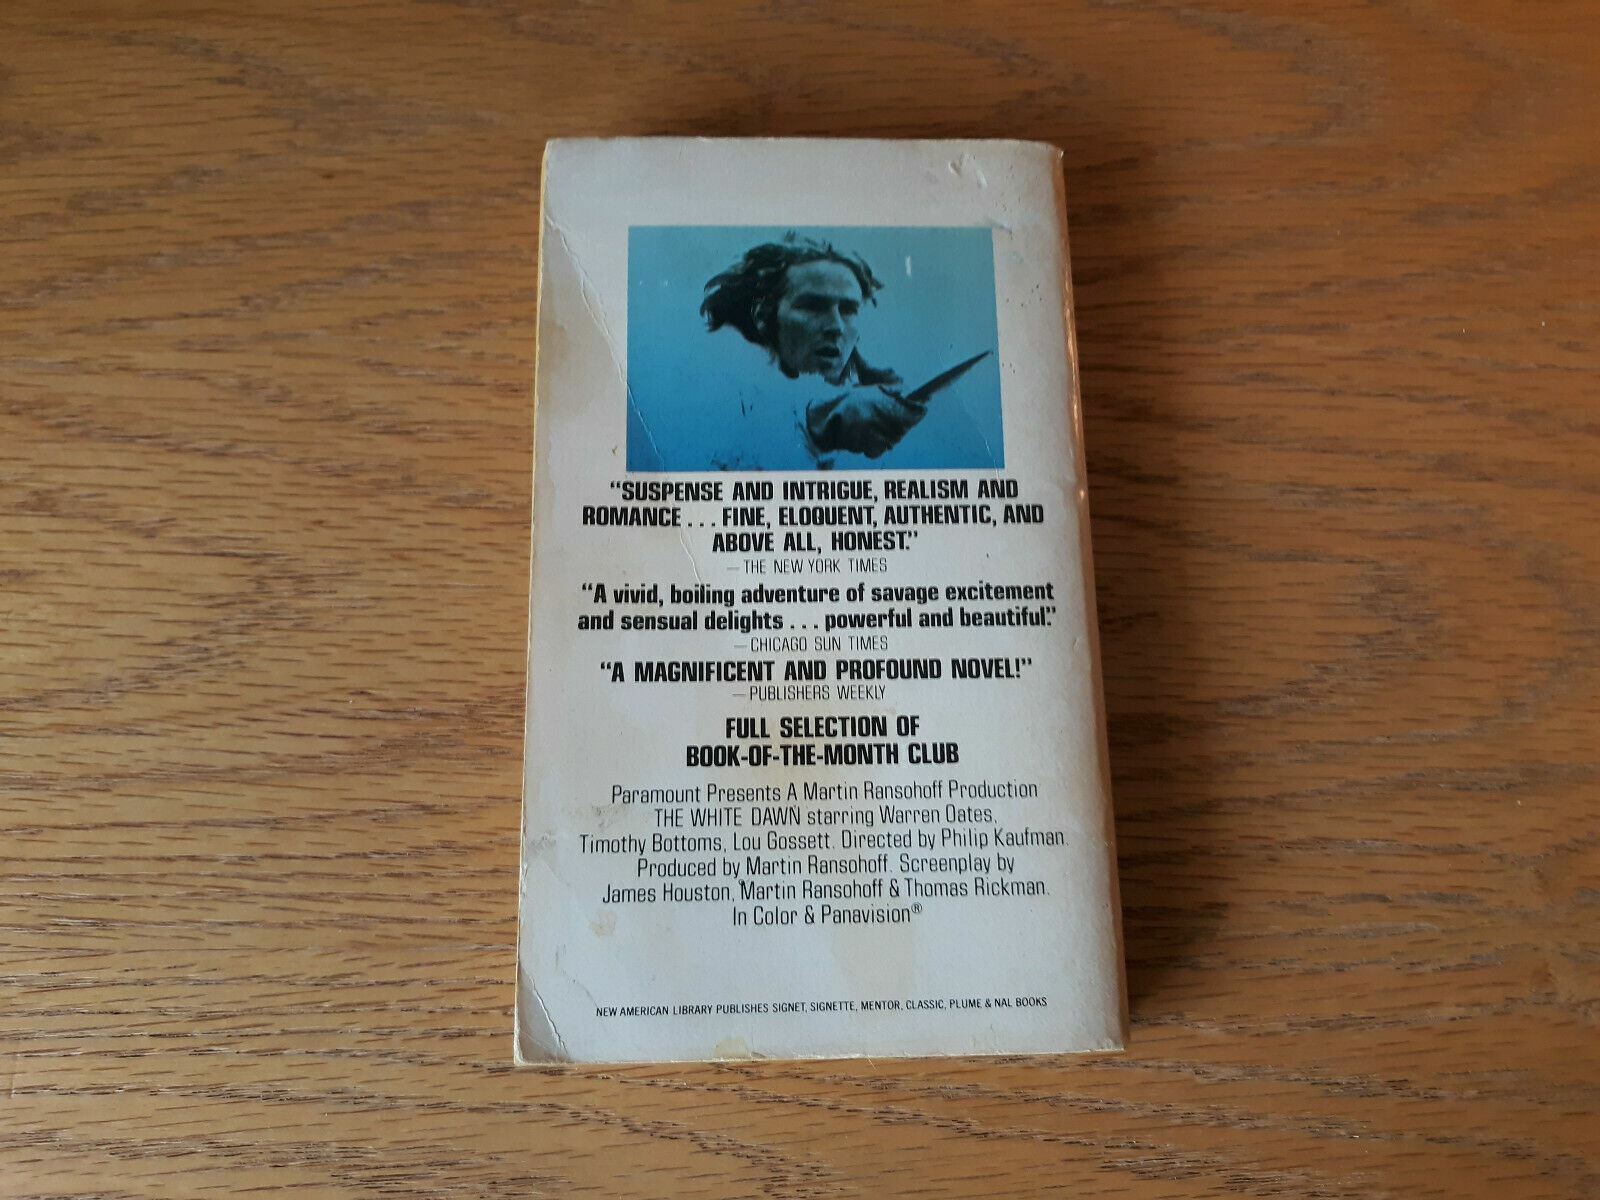 “SUSPENSE AND INTRIGUE, REALISM AND
ROMANCE... FINE, ELOQUENT, AUTHENTIC, AND
ABOVE ALL, HONEST.”
—THE NEW YORK TIMES
“A vivid, boiling adventure of savage excitement
and sensual delights... powerful and beautiful.”
—CHICAGO SUN TIMES
“A MAGNIFICENT AND PROFOUND NOVEL!”
—PUBLISHERS WEEKLY
FULL SELECTION OF
BOOK-OF-THE-MONTH CLUB
Paramount Presents A Martin Ransohoff Production
THE WHITE DAWN starring Warren Oates,
Timothy Bottoms, Lou Gossett. Directed by Philip Kaufman.
Produced by Martin Ransohoff. Screenplay by
James Houston, Martin Ransohoff & Thomas Rickman.
In Color & Panavision®
NEW AMERICAN LIBRARY PUBLISHES SIGNET, SIGNETTE, MENTOR, CLASSIC, PLUME & NAL BOOKS